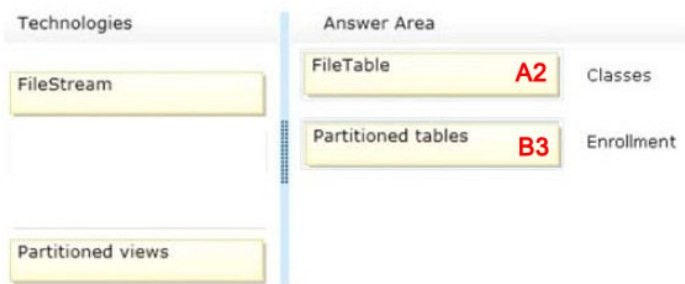 Technologies
Answer Area
FileStream
FileTable A2 Classes
Partitioned tables B3 Enrollment
Partitioned views